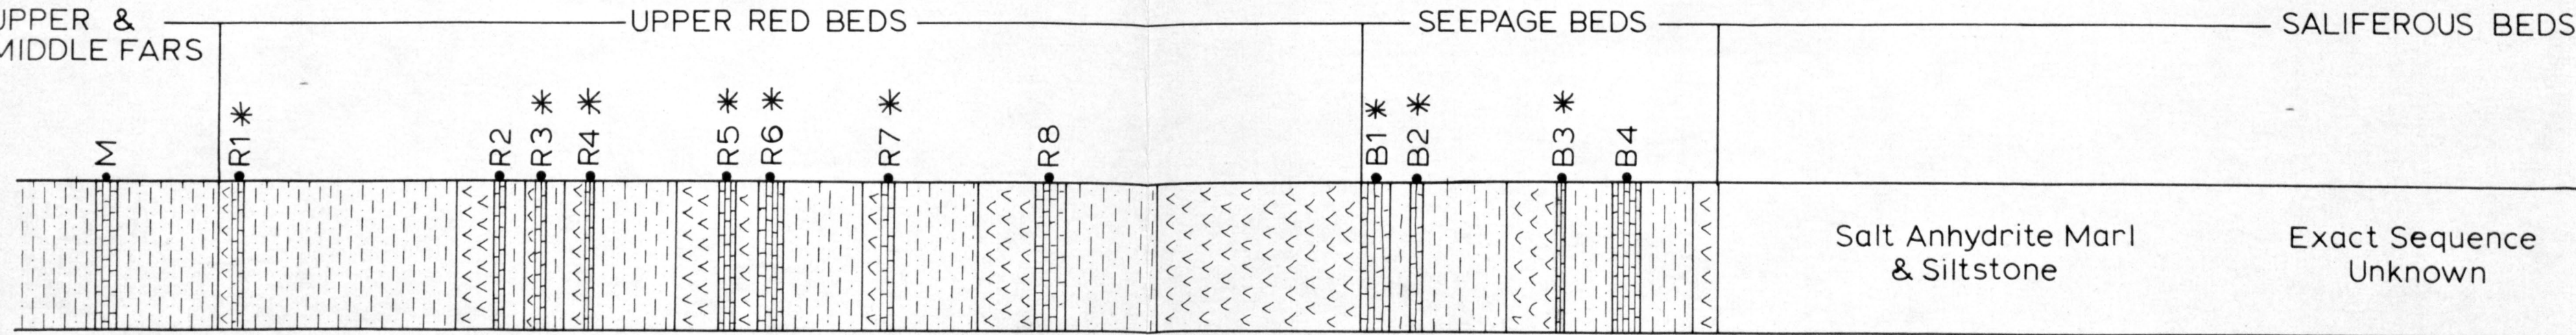 UPPER &
MIDDLE FARS
UPPER RED BEDS
SEEPAGE BEDS
SALIFEROUS BEDS
M
R1 *
R2
R3 *
R4 *
R5 *
R6 *
R7 *
R8
B1 *
B2 *
B3 *
B4
Salt Anhydrite Marl
& Siltstone
Exact Sequence
Unknown